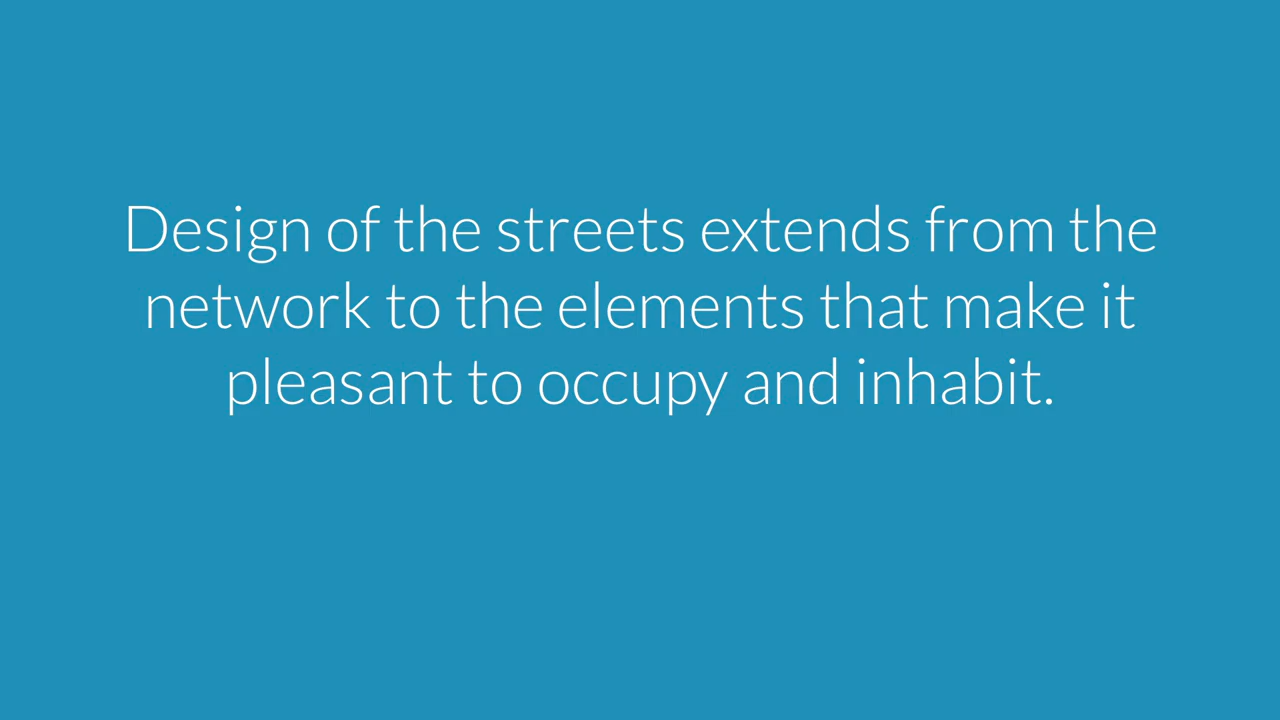 Design of the streets extends from the
network to the elements that make it
pleasant to occupy and inhabit.